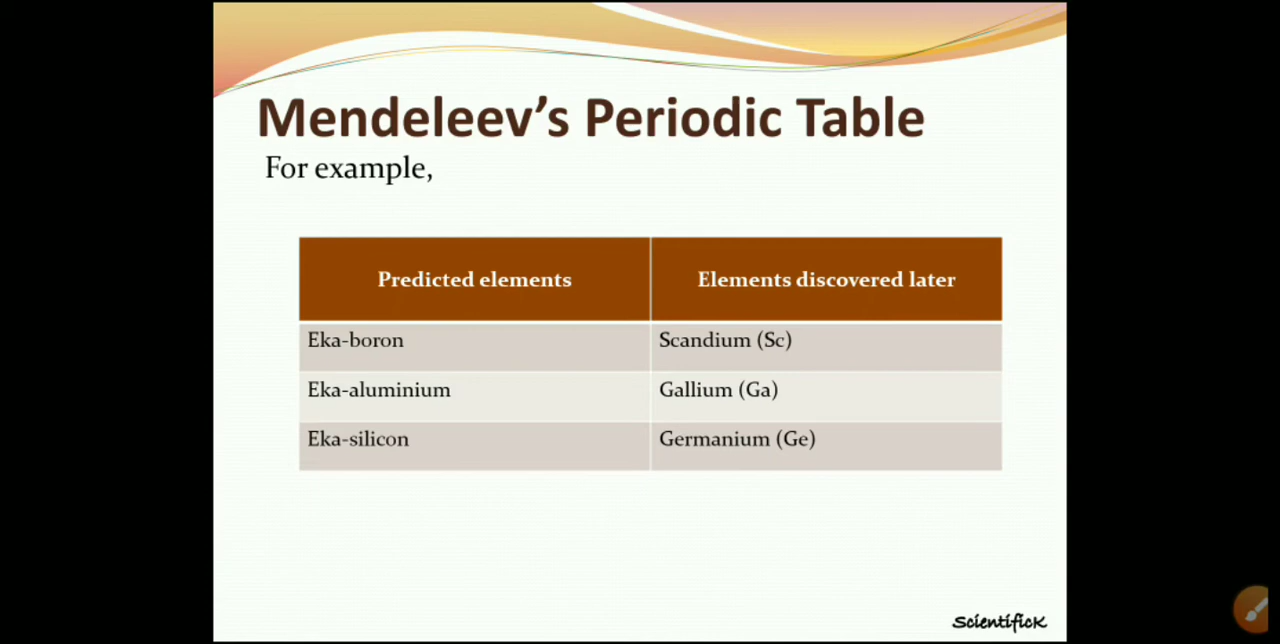 Mendeleev's Periodic Table
For example,
Predicted elements Elements discovered later
Eka-boron Scandium (Sc)
Eka-aluminium Gallium (Ga)
Eka-silicon Germanium (Ge)
ScientificK